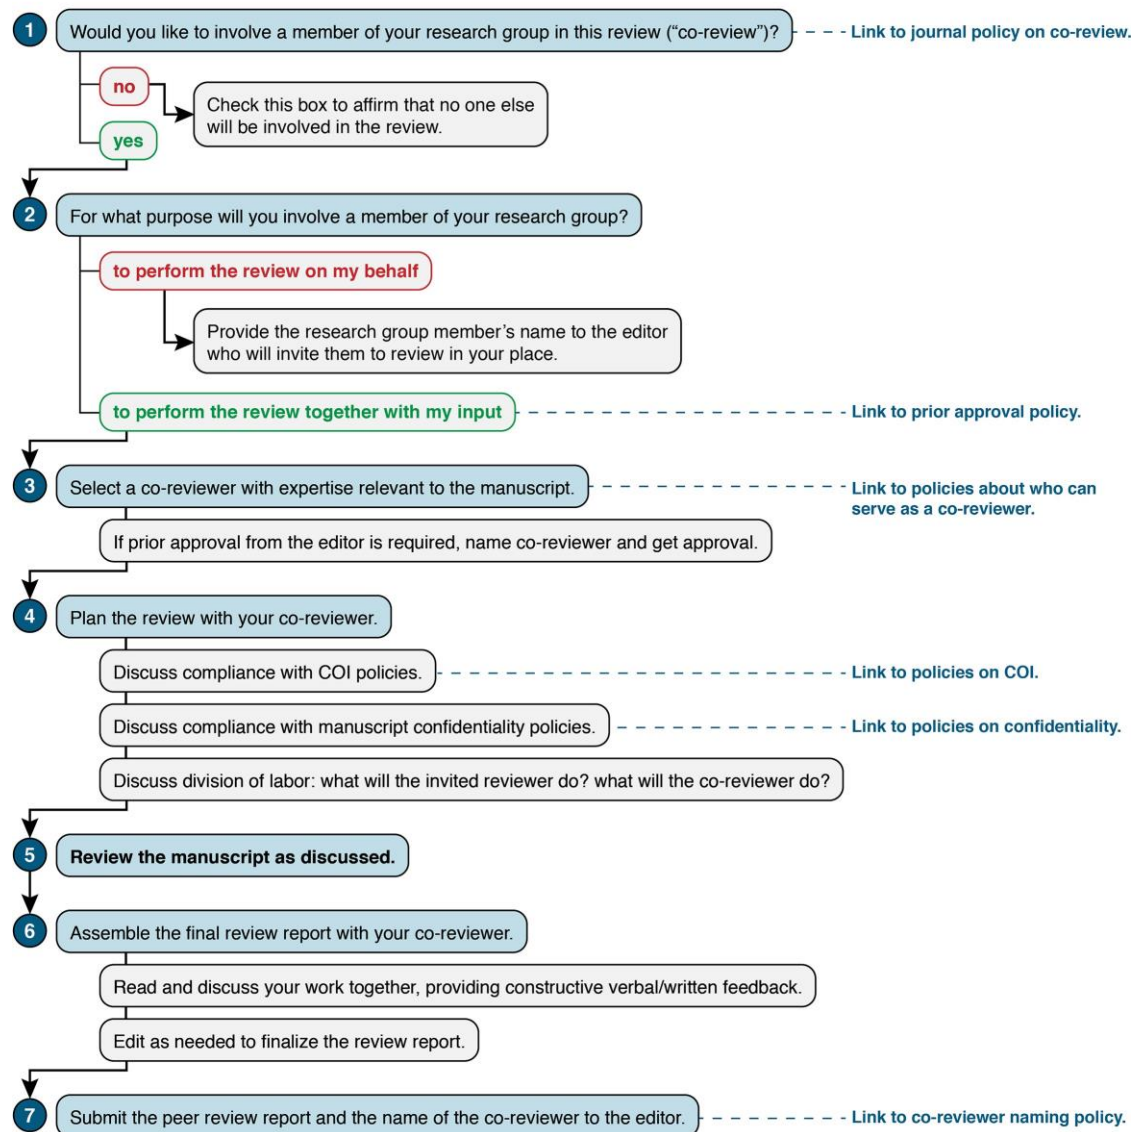 1
Would you like to involve a member of your research group in this review (“co-review”)?
Link to journal policy on co-review.
no
Check this box to affirm that no one else
will be involved in the review.
yes
2
For what purpose will you involve a member of your research group?
to perform the review on my behalf
Provide the research group member’s name to the editor
who will invite them to review in your place.
to perform the review together with my input
Link to prior approval policy.
3
Select a co-reviewer with expertise relevant to the manuscript.
Link to policies about who can
serve as a co-reviewer.
If prior approval from the editor is required, name co-reviewer and get approval.
4
Plan the review with your co-reviewer.
Discuss compliance with COI policies.
Link to policies on COI.
Discuss compliance with manuscript confidentiality policies.
Link to policies on confidentiality.
Discuss division of labor: what will the invited reviewer do? what will the co-reviewer do?
5
Review the manuscript as discussed.
6
Assemble the final review report with your co-reviewer.
Read and discuss your work together, providing constructive verbal/written feedback.
Edit as needed to finalize the review report.
7
Submit the peer review report and the name of the co-reviewer to the editor.
Link to co-reviewer naming policy.